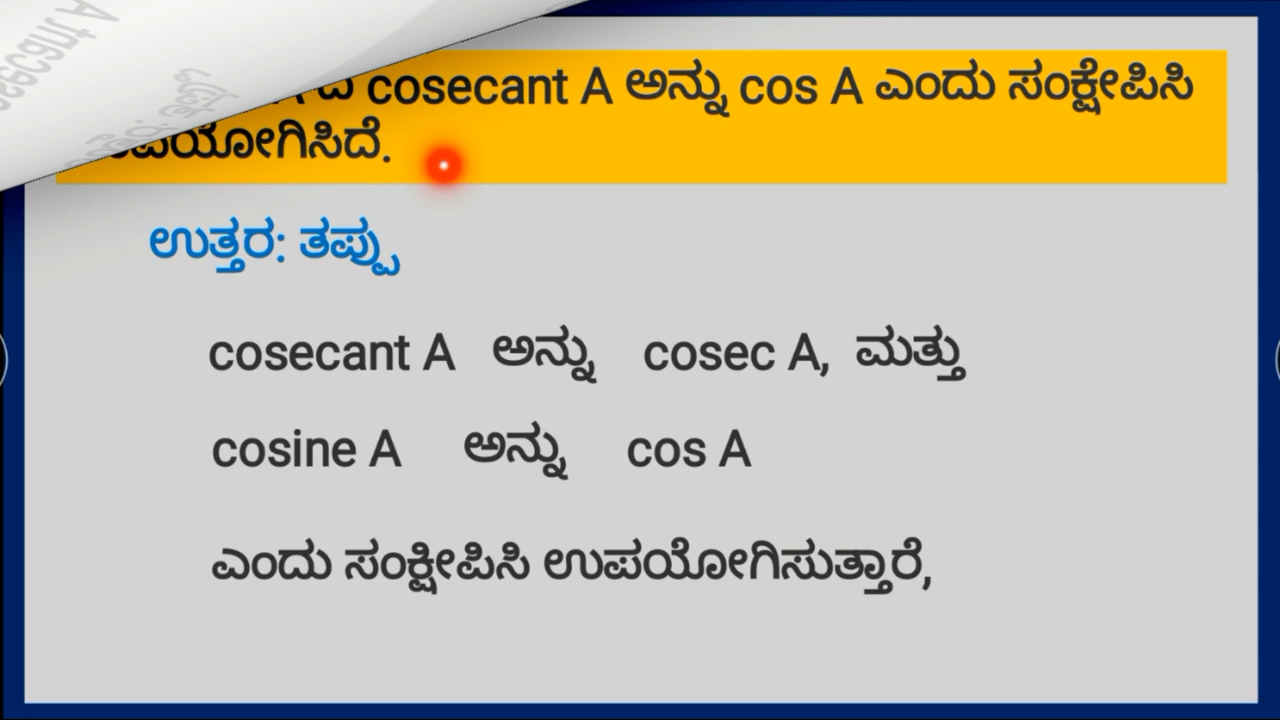 cosecant A ಅನ್ನು cos A ಎಂದು ಸಂಕ್ಷೇಪಿಸಿ
ಉಪಯೋಗಿಸಿದೆ.
ಉತ್ತರ: ತಪ್ಪು
cosecant A ಅನ್ನು cosec A, ಮತ್ತು
cosine A ಅನ್ನು cos A
ಎಂದು ಸಂಕ್ಷೀಪಿಸಿ ಉಪಯೋಗಿಸುತ್ತಾರೆ,